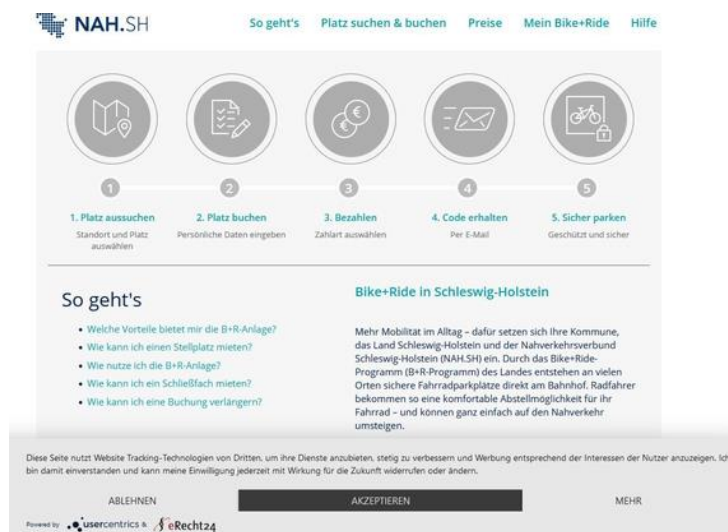 NAH.SH
So geht's
Platz suchen & buchen
Preise
Mein Bike+Ride
Hilfe
1
2
3
4
5
1. Platz aussuchen
Standort und Platz
auswählen
2. Platz buchen
Persönliche Daten eingeben
3. Bezahlen
Zahlart auswählen
4. Code erhalten
Per E-Mail
5. Sicher parken
Geschützt und sicher
So geht's
Welche Vorteile bietet mir die B+R-Anlage?
Wie kann ich einen Stellplatz mieten?
Wie nutze ich die B+R-Anlage?
Wie kann ich ein Schließfach mieten?
Wie kann ich eine Buchung verlängern?
Bike+Ride in Schleswig-Holstein
Mehr Mobilität im Alltag – dafür setzen sich Ihre Kommune,
das Land Schleswig-Holstein und der Nahverkehrsverbund
Schleswig-Holstein (NAH.SH) ein. Durch das Bike+Ride-
Programm (B+R-Programm) des Landes entstehen an vielen
Orten sichere Fahrradparkplätze direkt am Bahnhof. Radfahrer
bekommen so eine komfortable Abstellmöglichkeit für ihr
Fahrrad – und können ganz einfach auf den Nahverkehr
umsteigen.
Diese Seite nutzt Website Tracking-Technologien von Dritten, um ihre Dienste anzubieten, stetig zu verbessern und Werbung entsprechend der Interessen der Nutzer anzuzeigen. Ich
bin damit einverstanden und kann meine Einwilligung jederzeit mit Wirkung für die Zukunft widerrufen oder ändern.
ABLEHNEN
AKZEPTIEREN
MEHR
Powered by usercentrics & eRecht24